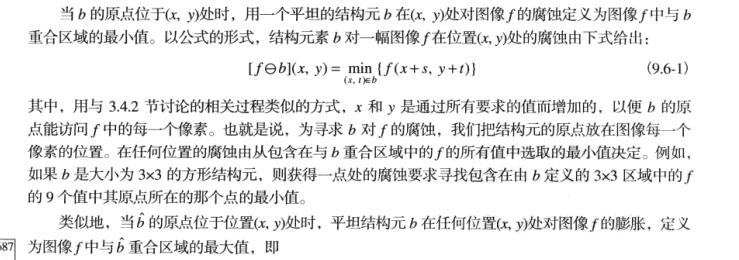 当 b 的原点位于(x, y)处时，用一个平坦的结构元 b 在(x, y)处对图像 f 的腐蚀定义为图像 f 中与 b
重合区域的最小值。以公式的形式，结构元素 b 对一幅图像 f 在位置(x, y)处的腐蚀由下式给出：
[f⊖b](x, y) = min{f(x+s, y+t)} (9.6-1)
(s, t)∈b
其中，用与 3.4.2 节讨论的相关过程类似的方式，x 和 y 是通过所有要求的值而增加的，以便 b 的原
点能访问 f 中的每一个像素。也就是说，为寻求 b 对 f 的腐蚀，我们把结构元的原点放在图像每一个
像素的位置。在任何位置的腐蚀由从包含在与 b 重合区域中的 f 的所有值中选取的最小值决定。例如，
如果 b 是大小为 3×3 的方形结构元，则获得一点处的腐蚀要求寻找包含在由 b 定义的 3×3 区域中的 f
的 9 个值中其原点所在的那个点的最小值。
类似地，当 b̂ 的原点位于位置(x, y)处时，平坦结构元 b 在任何位置(x, y)处对图像 f 的膨胀，定义
687 为图像 f 中与 b̂ 重合区域的最大值，即